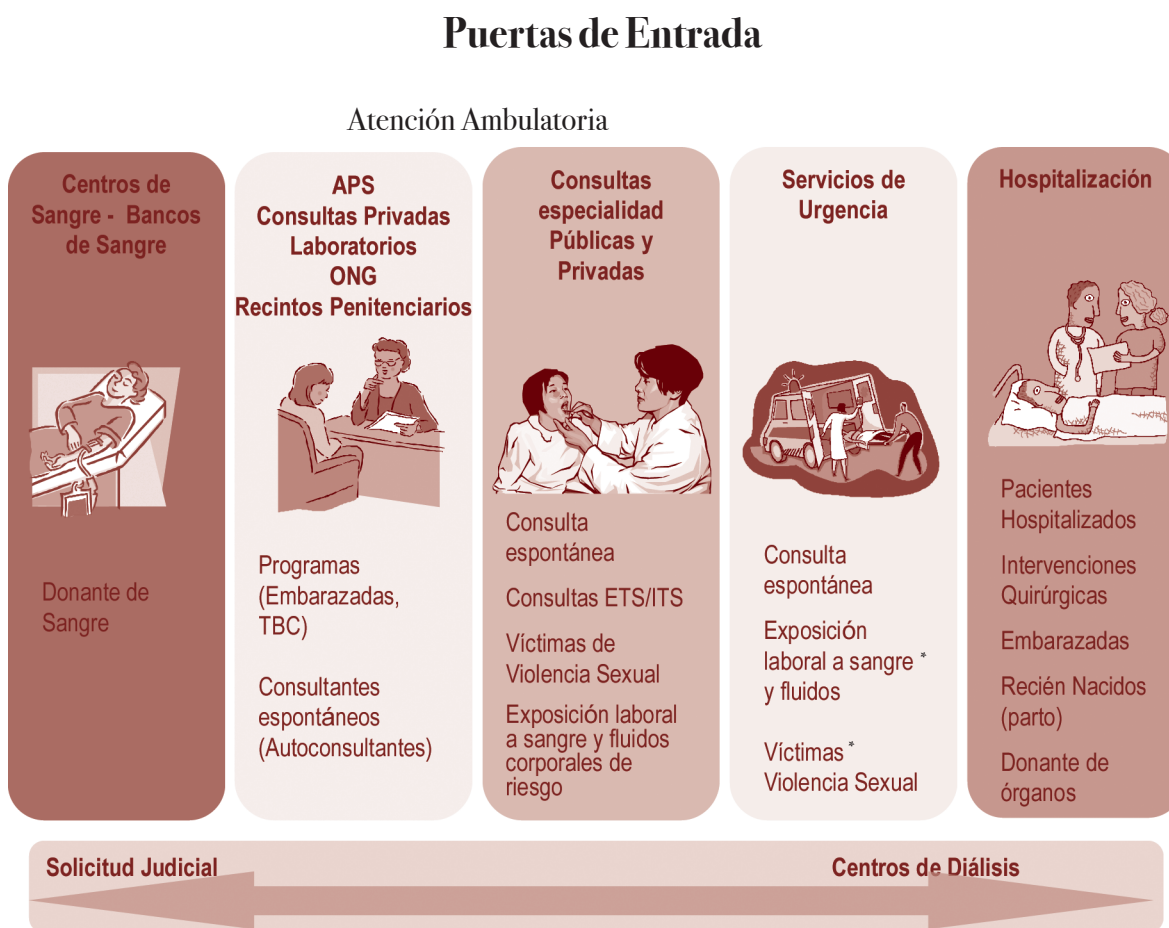 Puertas de Entrada
Atención Ambulatoria
Centros de
Sangre - Bancos
de Sangre
Donante de
Sangre
APS
Consultas Privadas
Laboratorios
ONG
Recintos Penitenciarios
Programas
(Embarazadas,
TBC)
Consultantes
espontáneos
(Autoconsultantes)
Consultas
especialidad
Públicas y
Privadas
Consulta
espontánea
Consultas ETS/ITS
Víctimas de
Violencia Sexual
Exposición laboral
a sangre y fluidos
corporales de
riesgo
Servicios de
Urgencia
Consulta
espontánea
Exposición
laboral a sangre *
y fluidos
Víctimas *
Violencia Sexual
Hospitalización
Pacientes
Hospitalizados
Intervenciones
Quirúrgicas
Embarazadas
Recién Nacidos
(parto)
Donante de
órganos
Solicitud Judicial
Centros de Diálisis